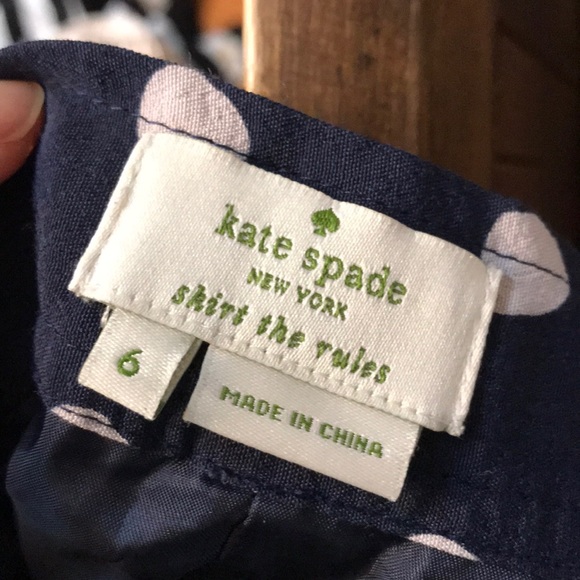 kate spade
NEW YORK
skirt the rules
6
MADE IN CHINA